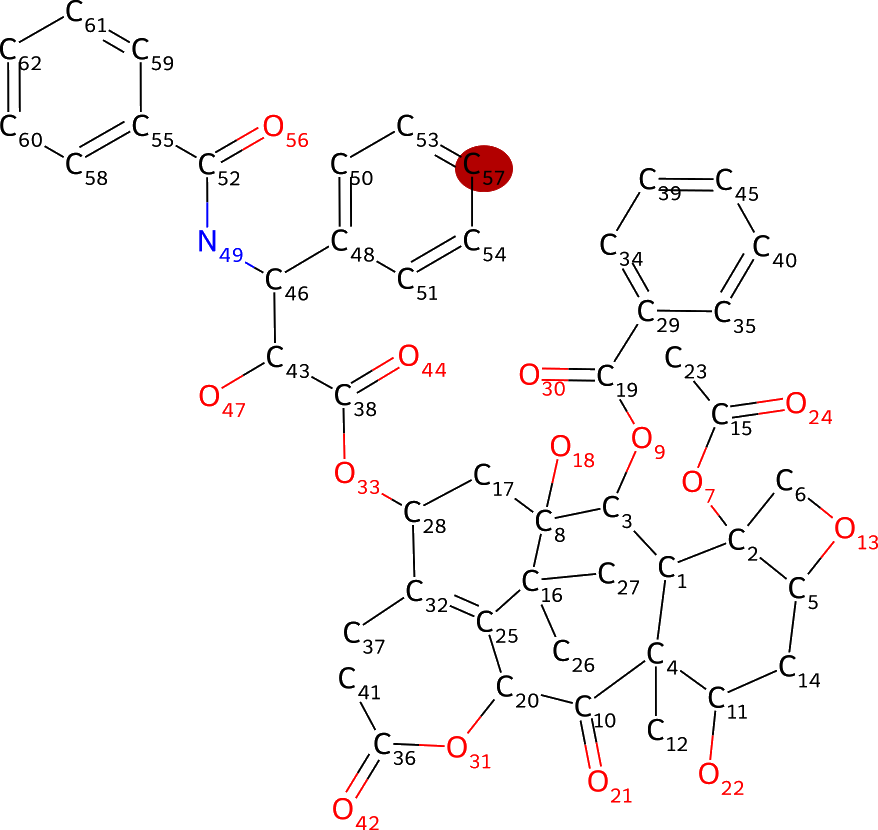 C61
C62 C59
C60 C55 O56 C53
C58 C52 C50 C57 C39 C45
N49 C48 C54 C34 C40
C46 C51
C29 C35
C43 O44 C23
O47 C38 O30 C19 C15 O24
O18 O9
O33 C17 O7 C6
C28 C8 C3 C2 O13
C32 C16 C27 C1 C5
C37 C25 C26 C4 C14
C41 C20 C10 C11
C36 O31 C12
O42 O21 O22